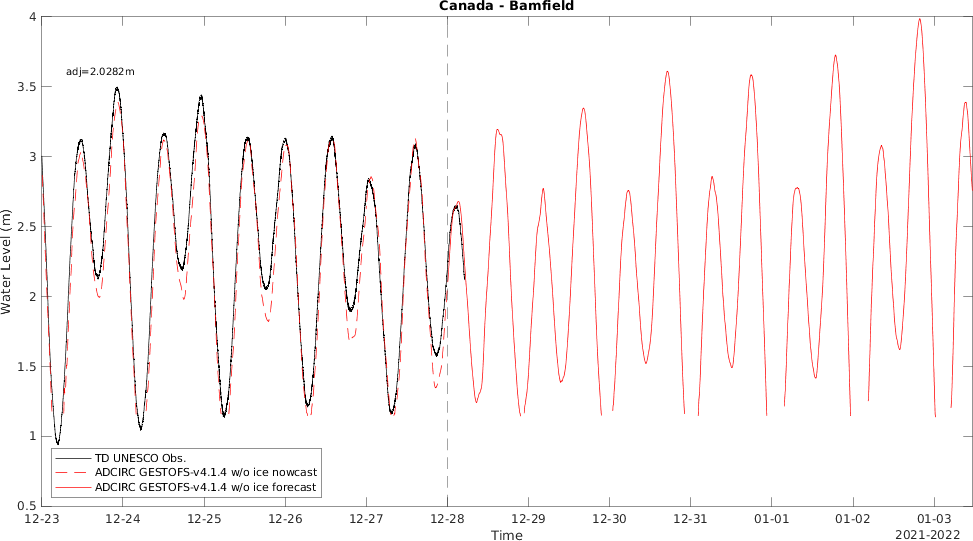 Canada - Bamfield
adj=2.0282m
4
3.5
3
2.5
2
1.5
1
0.5
Water Level (m)
TD UNESCO Obs.
ADCIRC GESTOFS-v4.1.4 w/o ice nowcast
ADCIRC GESTOFS-v4.1.4 w/o ice forecast
12-23 12-24 12-25 12-26 12-27 12-28 12-29 12-30 12-31 01-01 01-02 01-03
Time
2021-2022